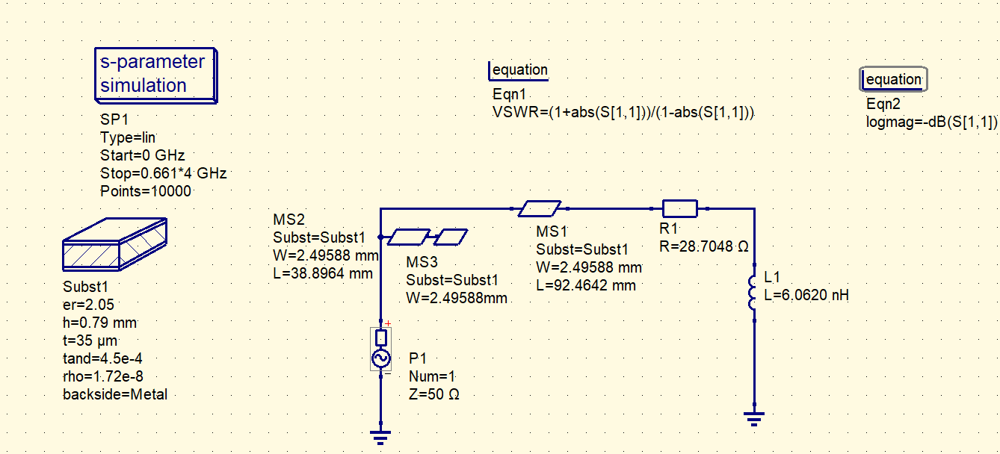 s-parameter
simulation
SP1
Type=lin
Start=0 GHz
Stop=0.661*4 GHz
Points=10000
equation
Eqn1
VSWR=(1+abs(S[1,1]))/(1-abs(S[1,1]))
equation
Eqn2
logmag=-dB(S[1,1])
Subst1
er=2.05
h=0.79 mm
t=35 µm
tand=4.5e-4
rho=1.72e-8
backside=Metal
MS2
Subst=Subst1
W=2.49588 mm
L=38.8964 mm
MS3
Subst=Subst1
W=2.49588mm
MS1
Subst=Subst1
W=2.49588 mm
L=92.4642 mm
R1
R=28.7048 Ω
L1
L=6.0620 nH
+
−
P1
Num=1
Z=50 Ω